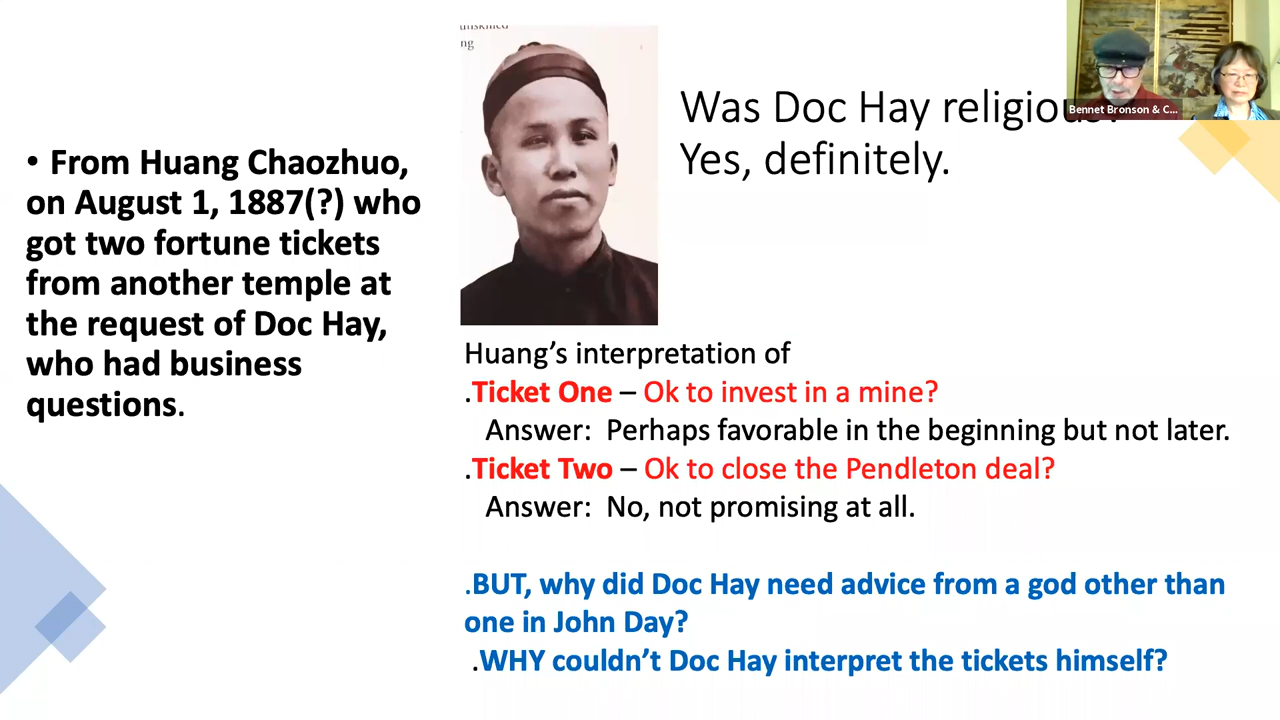 ng
Was Doc Hay religious?
Yes, definitely.
Bennet Bronson & C...
• From Huang Chaozhuo,
on August 1, 1887(?) who
got two fortune tickets
from another temple at
the request of Doc Hay,
who had business
questions.
Huang's interpretation of
.Ticket One – Ok to invest in a mine?
Answer: Perhaps favorable in the beginning but not later.
.Ticket Two – Ok to close the Pendleton deal?
Answer: No, not promising at all.
.BUT, why did Doc Hay need advice from a god other than
one in John Day?
.WHY couldn't Doc Hay interpret the tickets himself?